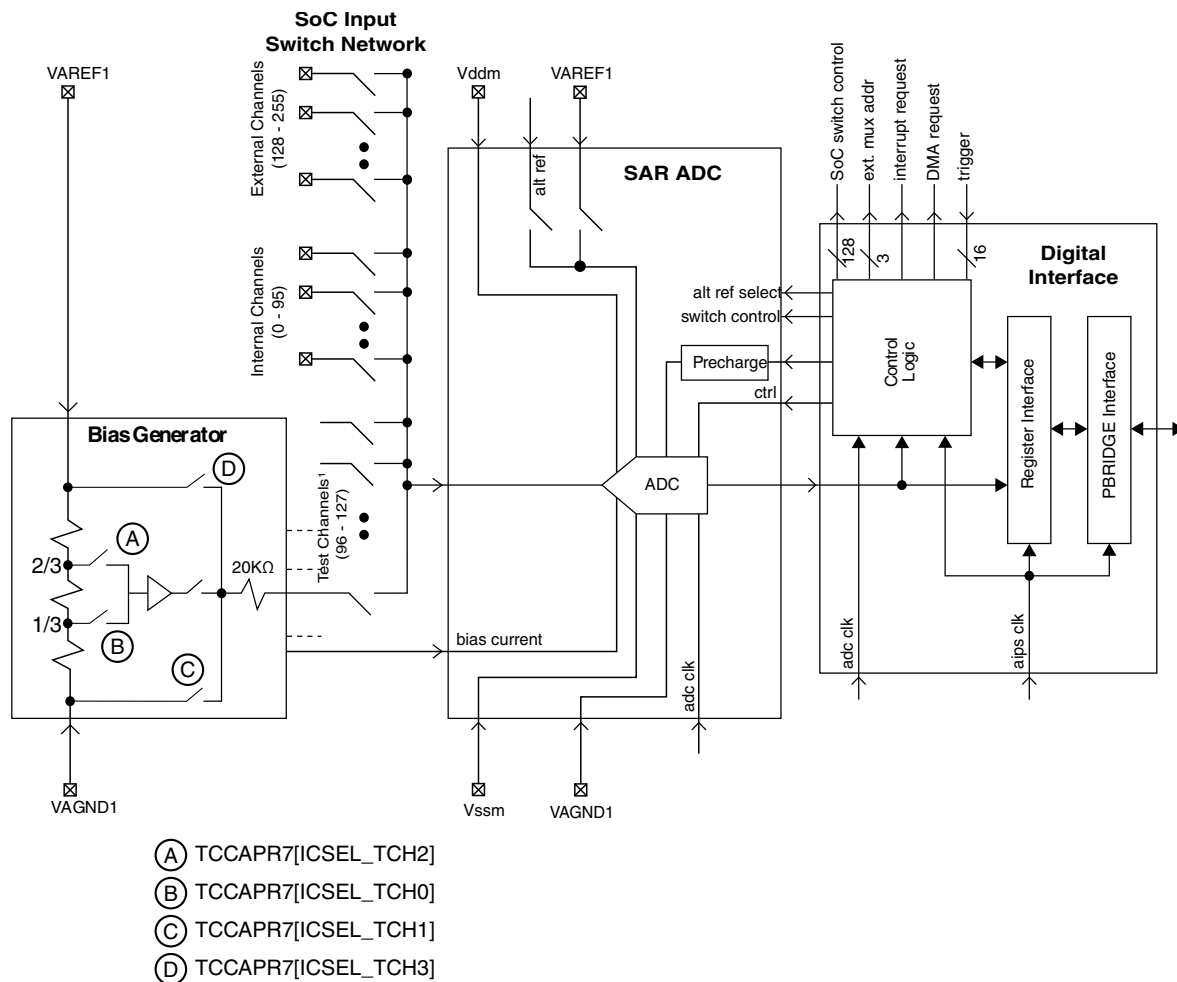 SoC Input
Switch Network
VAREF1
External Channels
(128 - 255)
Internal Channels
(0 - 95)
Test Channels¹
(96 - 127)
Bias Generator
D
A
2/3
20KΩ
1/3
B
C
VAGND1
bias current
Vddm
VAREF1
alt ref
SAR ADC
Precharge
ctrl
alt ref select
switch control
ADC
adc clk
Vssm
VAGND1
SoC switch control
ext. mux addr
interrupt request
DMA request
trigger
128
3
16
Digital
Interface
Control
Logic
Register Interface
PBRIDGE Interface
adc clk
aips clk
A TCCAPR7[ICSEL_TCH2]
B TCCAPR7[ICSEL_TCH0]
C TCCAPR7[ICSEL_TCH1]
D TCCAPR7[ICSEL_TCH3]